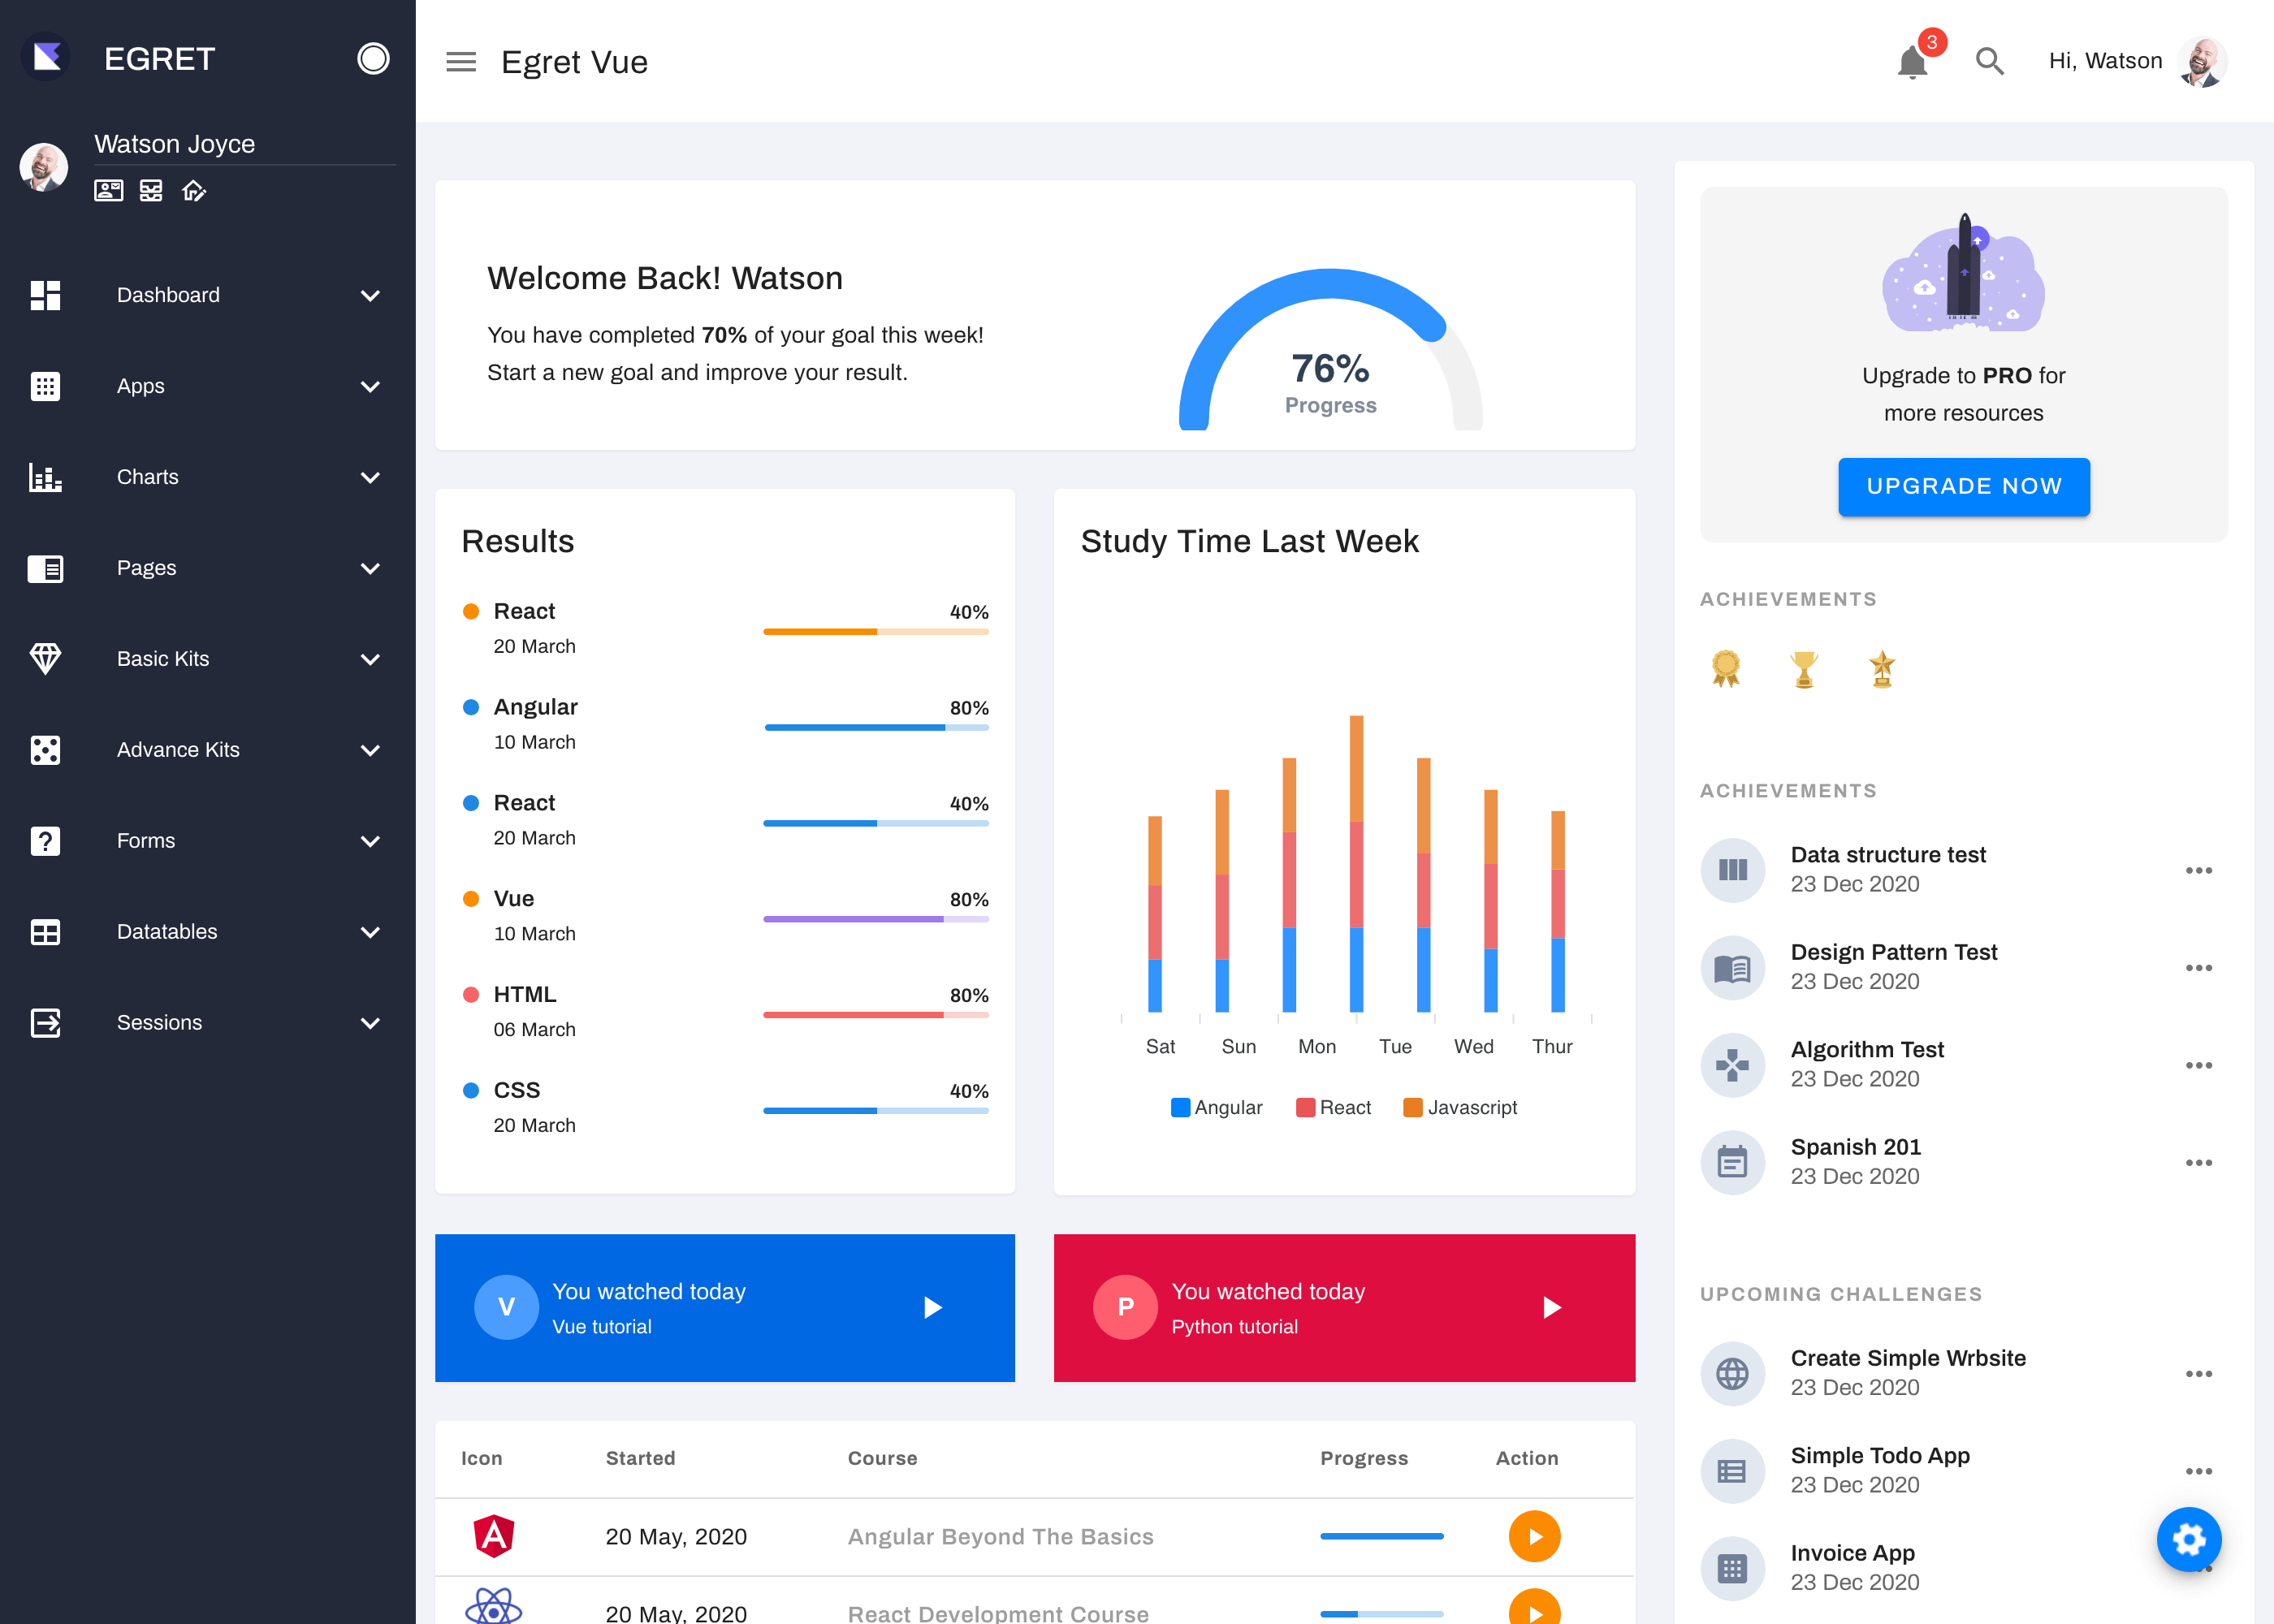 EGRET
Watson Joyce
Dashboard
Apps
Charts
Pages
Basic Kits
Advance Kits
Forms
Datatables
Sessions
Egret Vue
3
Hi, Watson
Welcome Back! Watson
You have completed 70% of your goal this week!
Start a new goal and improve your result.
76%
Progress
Results
React
40%
20 March
Angular
80%
10 March
React
40%
20 March
Vue
80%
10 March
HTML
80%
06 March
CSS
40%
20 March
Study Time Last Week
Sat Sun Mon Tue Wed Thur
Angular React Javascript
V
You watched today
Vue tutorial
P
You watched today
Python tutorial
Icon Started Course Progress Action
20 May, 2020 Angular Beyond The Basics
20 May, 2020 React Development Course
Upgrade to PRO for
more resources
UPGRADE NOW
ACHIEVEMENTS
ACHIEVEMENTS
Data structure test
23 Dec 2020
Design Pattern Test
23 Dec 2020
Algorithm Test
23 Dec 2020
Spanish 201
23 Dec 2020
UPCOMING CHALLENGES
Create Simple Wrbsite
23 Dec 2020
Simple Todo App
23 Dec 2020
Invoice App
23 Dec 2020